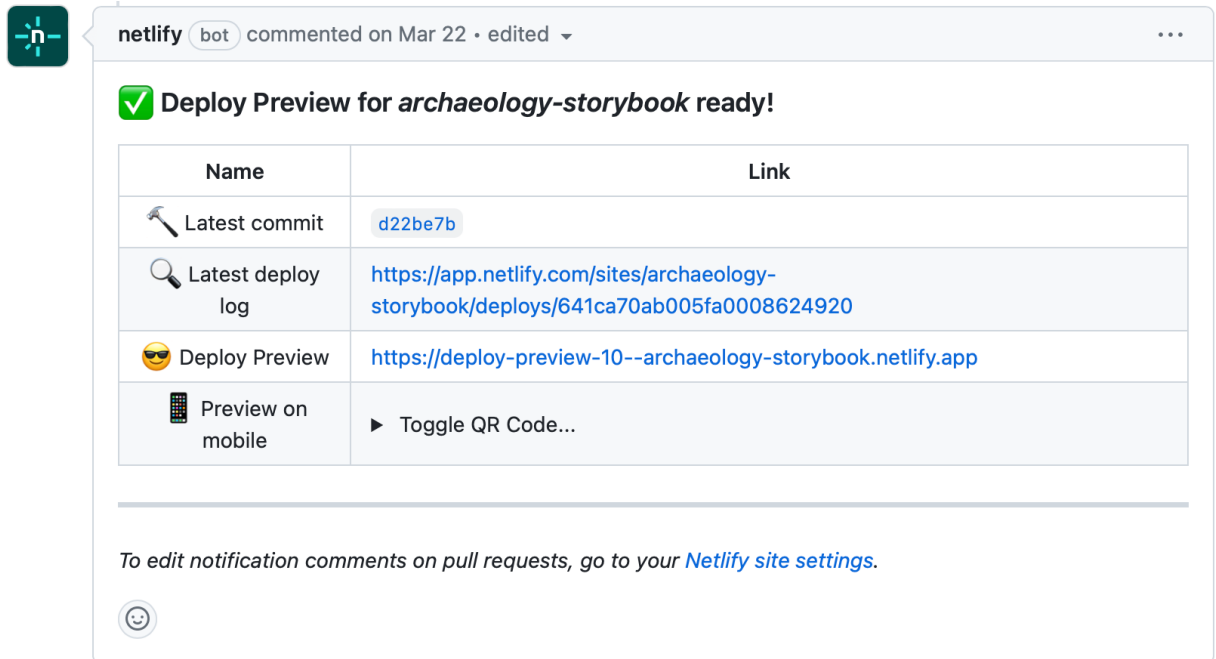 n
netlify bot commented on Mar 22 • edited
Deploy Preview for archaeology-storybook ready!
Name Link
Latest commit d22be7b
Latest deploy log
https://app.netlify.com/sites/archaeology-
storybook/deploys/641ca70ab005fa0008624920
Deploy Preview https://deploy-preview-10--archaeology-storybook.netlify.app
Preview on
mobile
Toggle QR Code...
To edit notification comments on pull requests, go to your Netlify site settings.